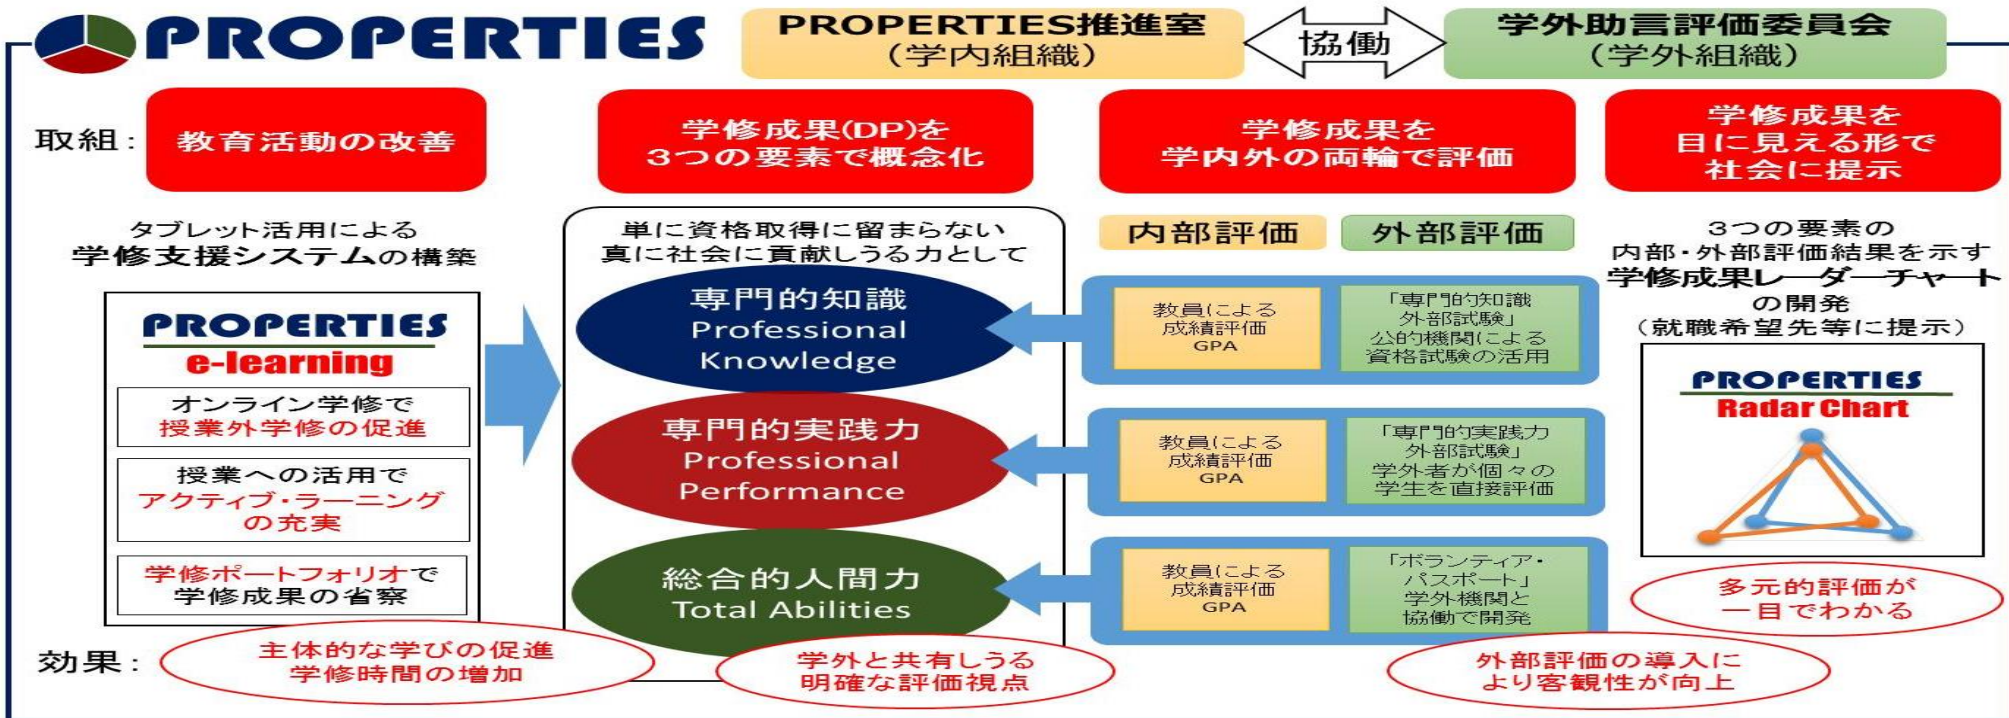 PROPERTIES
PROPERTIES推進室
(学内組織)
協働
学外助言評価委員会
(学外組織)
取組:
教育活動の改善
学修成果(DP)を
3つの要素で概念化
学修成果を
学内外の両輪で評価
学修成果を
目に見える形で
社会に提示
タブレット活用による
学修支援システムの構築
PROPERTIES
e-learning
オンライン学修で
授業外学修の促進
授業への活用で
アクティブ・ラーニング
の充実
学修ポートフォリオで
学修成果の省察
単に資格取得に留まらない
真に社会に貢献しうる力として
専門的知識
Professional
Knowledge
専門的実践力
Professional
Performance
総合的人間力
Total Abilities
内部評価
外部評価
教員による
成績評価
GPA
「専門的知識
外部試験」
公的機関による
資格試験の活用
教員による
成績評価
GPA
「専門的実践力
外部試験」
学外者が個々の
学生を直接評価
教員による
成績評価
GPA
「ボランティア・
パスポート」
学外機関と
協働で開発
3つの要素の
内部・外部評価結果を示す
学修成果レーダーチャート
の開発
(就職希望先等に提示)
PROPERTIES
Radar Chart
多元的評価が
一目でわかる
効果:
主体的な学びの促進
学修時間の増加
学外と共有しうる
明確な評価視点
外部評価の導入に
より客観性が向上